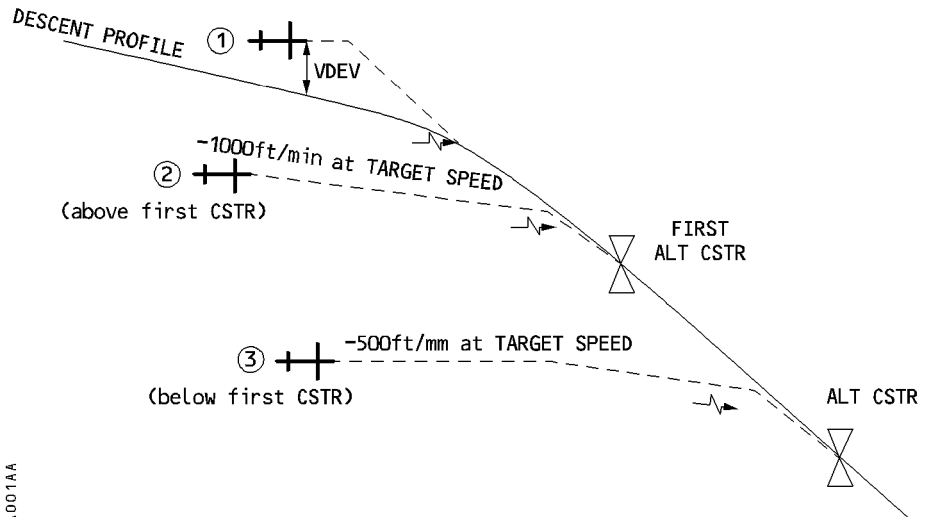 DESCENT PROFILE
1
VDEV
-1000ft/min at TARGET SPEED
2
(above first CSTR)
FIRST
ALT CSTR
-500ft/mm at TARGET SPEED
3
(below first CSTR)
ALT CSTR
001AA